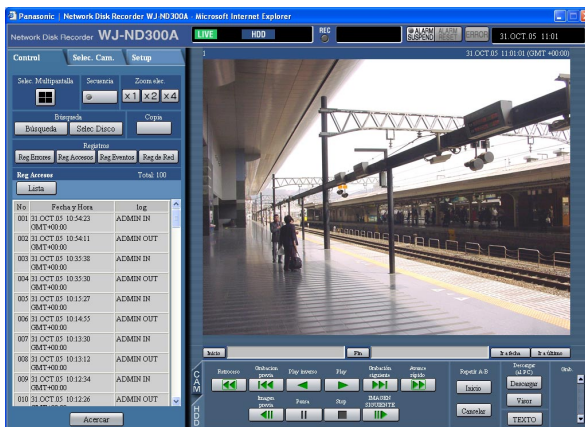 Panasonic | Network Disk Recorder WJ-ND300A - Microsoft Internet Explorer
Network Disk Recorder WJ-ND300A
LIVE HDD REC ALARM SUSPEND ALARM RESET ERROR 31.OCT.05 11:01
Control Selec. Cam. Setup
1 31.OCT.05 11:01:01 (GMT +00:00)
Selec. Multipantalla Secuencia Zoom elec.
x1 x2 x4
Búsqueda Copia
Búsqueda Selec Disco
Registros
Reg Errores Reg Accesos Reg Eventos Reg de Red
Reg Accesos Total: 100
Lista
No Fecha y Hora log
001 31.OCT.05 10:54:23 GMT+00:00 ADMIN IN
002 31.OCT.05 10:54:11 GMT+00:00 ADMIN OUT
003 31.OCT.05 10:35:38 GMT+00:00 ADMIN IN
004 31.OCT.05 10:35:30 GMT+00:00 ADMIN OUT
005 31.OCT.05 10:15:27 GMT+00:00 ADMIN IN
006 31.OCT.05 10:14:55 GMT+00:00 ADMIN OUT
007 31.OCT.05 10:13:30 GMT+00:00 ADMIN IN
008 31.OCT.05 10:13:12 GMT+00:00 ADMIN OUT
009 31.OCT.05 10:12:34 GMT+00:00 ADMIN IN
010 31.OCT.05 10:12:26 ADMIN OUT
Acercar
Inicio Fin Ir a fecha Ir a último
CAM
HDD
Retroceso Grabacion previa Play inverso Play Grabación siguiente Avance rápido
Imagen previa Pausa Stop IMAGEN SIGUIENTE
Repetir A-B
Inicio
Cancelar
Descargar (al PC)
Descargar
Visor
TEXTO
Grab.